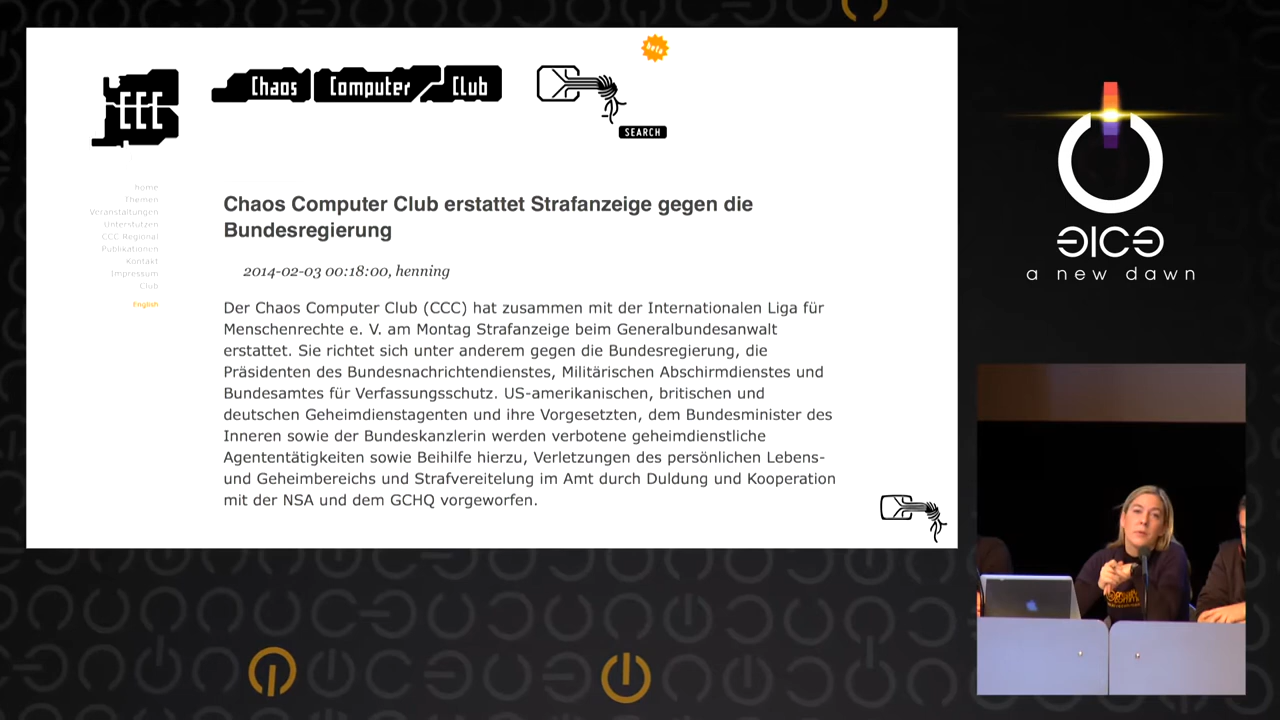 beta
CCC
Chaos Computer Club
SEARCH
home
Themen
Veranstaltungen
Unterstützen
CCC Regional
Publikationen
Kontakt
Impressum
Club
English
Chaos Computer Club erstattet Strafanzeige gegen die
Bundesregierung
2014-02-03 00:18:00, henning
Der Chaos Computer Club (CCC) hat zusammen mit der Internationalen Liga für
Menschenrechte e. V. am Montag Strafanzeige beim Generalbundesanwalt
erstattet. Sie richtet sich unter anderem gegen die Bundesregierung, die
Präsidenten des Bundesnachrichtendienstes, Militärischen Abschirmdienstes und
Bundesamtes für Verfassungsschutz. US-amerikanischen, britischen und
deutschen Geheimdienstagenten und ihre Vorgesetzten, dem Bundesminister des
Inneren sowie der Bundeskanzlerin werden verbotene geheimdienstliche
Agententätigkeiten sowie Beihilfe hierzu, Verletzungen des persönlichen Lebens-
und Geheimbereichs und Strafvereitelung im Amt durch Duldung und Kooperation
mit der NSA und dem GCHQ vorgeworfen.
a new dawn